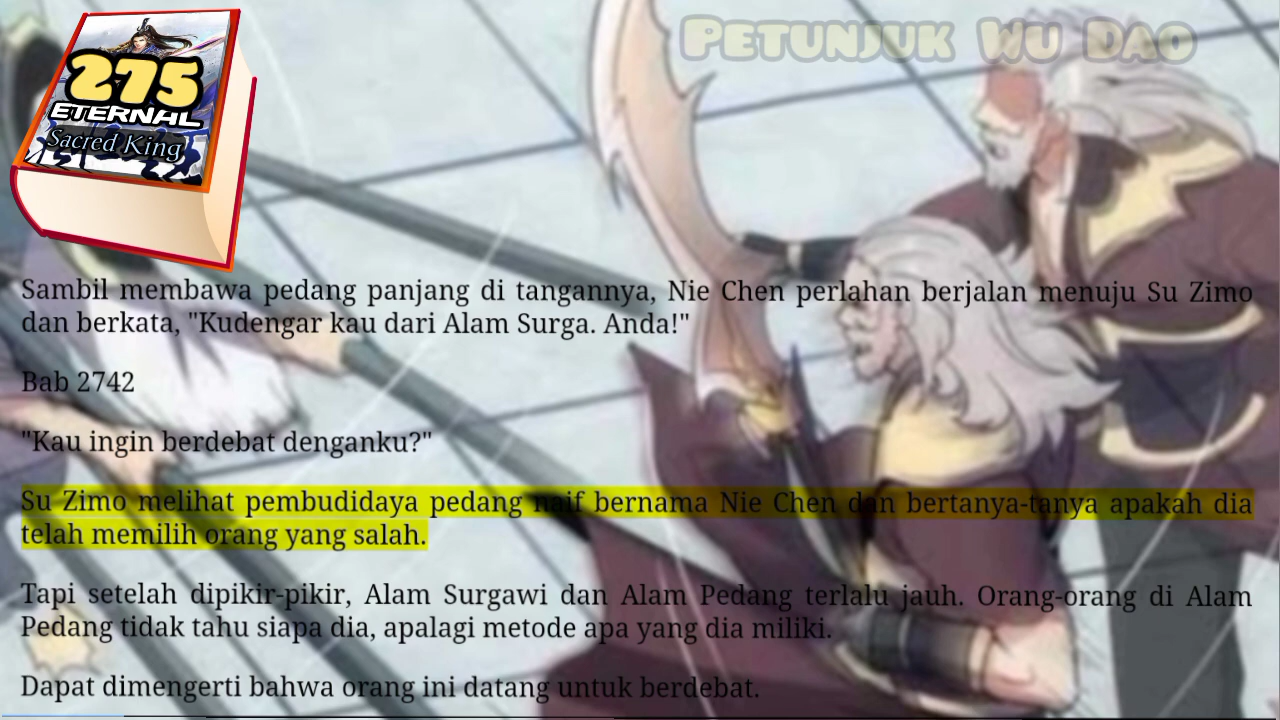 Petunjuk Wu Dao
275
ETERNAL
Sacred King
Sambil membawa pedang panjang di tangannya, Nie Chen perlahan berjalan menuju Su Zimo
dan berkata, "Kudengar kau dari Alam Surga. Anda!"
Bab 2742
"Kau ingin berdebat denganku?"
Su Zimo melihat pembudidaya pedang naif bernama Nie Chen dan bertanya-tanya apakah dia
telah memilih orang yang salah.
Tapi setelah dipikir-pikir, Alam Surgawi dan Alam Pedang terlalu jauh. Orang-orang di Alam
Pedang tidak tahu siapa dia, apalagi metode apa yang dia miliki.
Dapat dimengerti bahwa orang ini datang untuk berdebat.